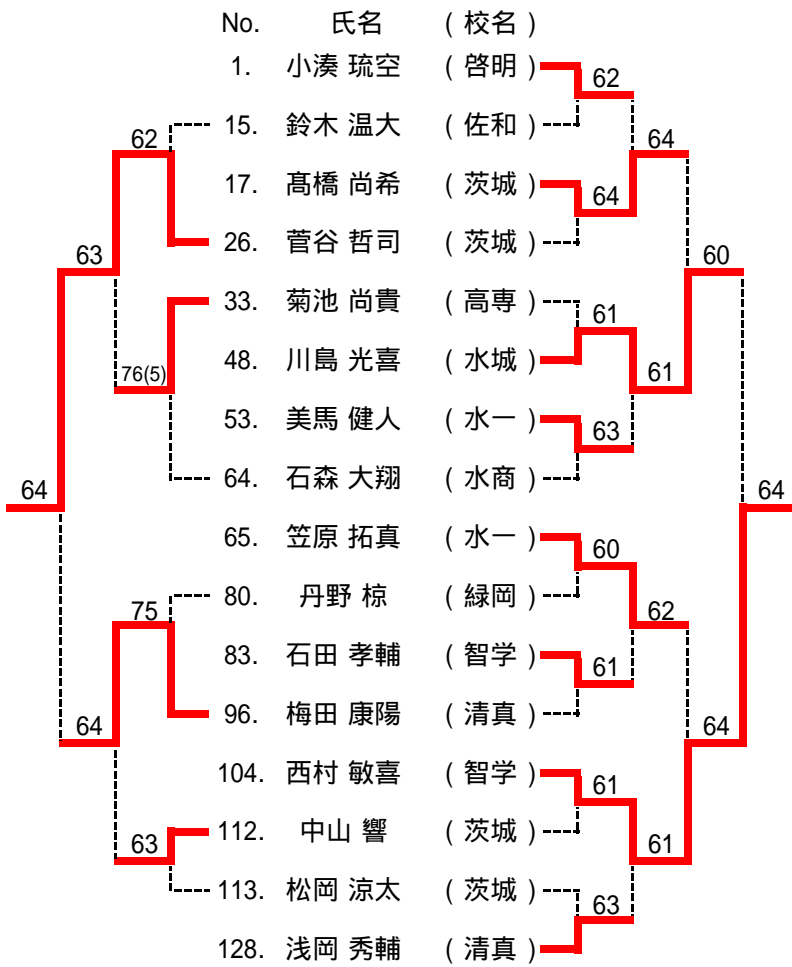 No. 氏名 (校名)
1. 小湊 琉空 (啓明)
62
15. 鈴木 温大 (佐和)
62 64
17. 髙橋 尚希 (茨城)
64
26. 菅谷 哲司 (茨城)
63 60
33. 菊池 尚貴 (高専)
61
48. 川島 光喜 (水城)
76(5) 61
53. 美馬 健人 (水一)
63
64. 石森 大翔 (水商)
64 64
65. 笠原 拓真 (水一)
60
80. 丹野 椋 (緑岡)
75 62
83. 石田 孝輔 (智学)
61
96. 梅田 康陽 (清真)
64 64
104. 西村 敏喜 (智学)
61
112. 中山 響 (茨城)
63 61
113. 松岡 涼太 (茨城)
63
128. 浅岡 秀輔 (清真)